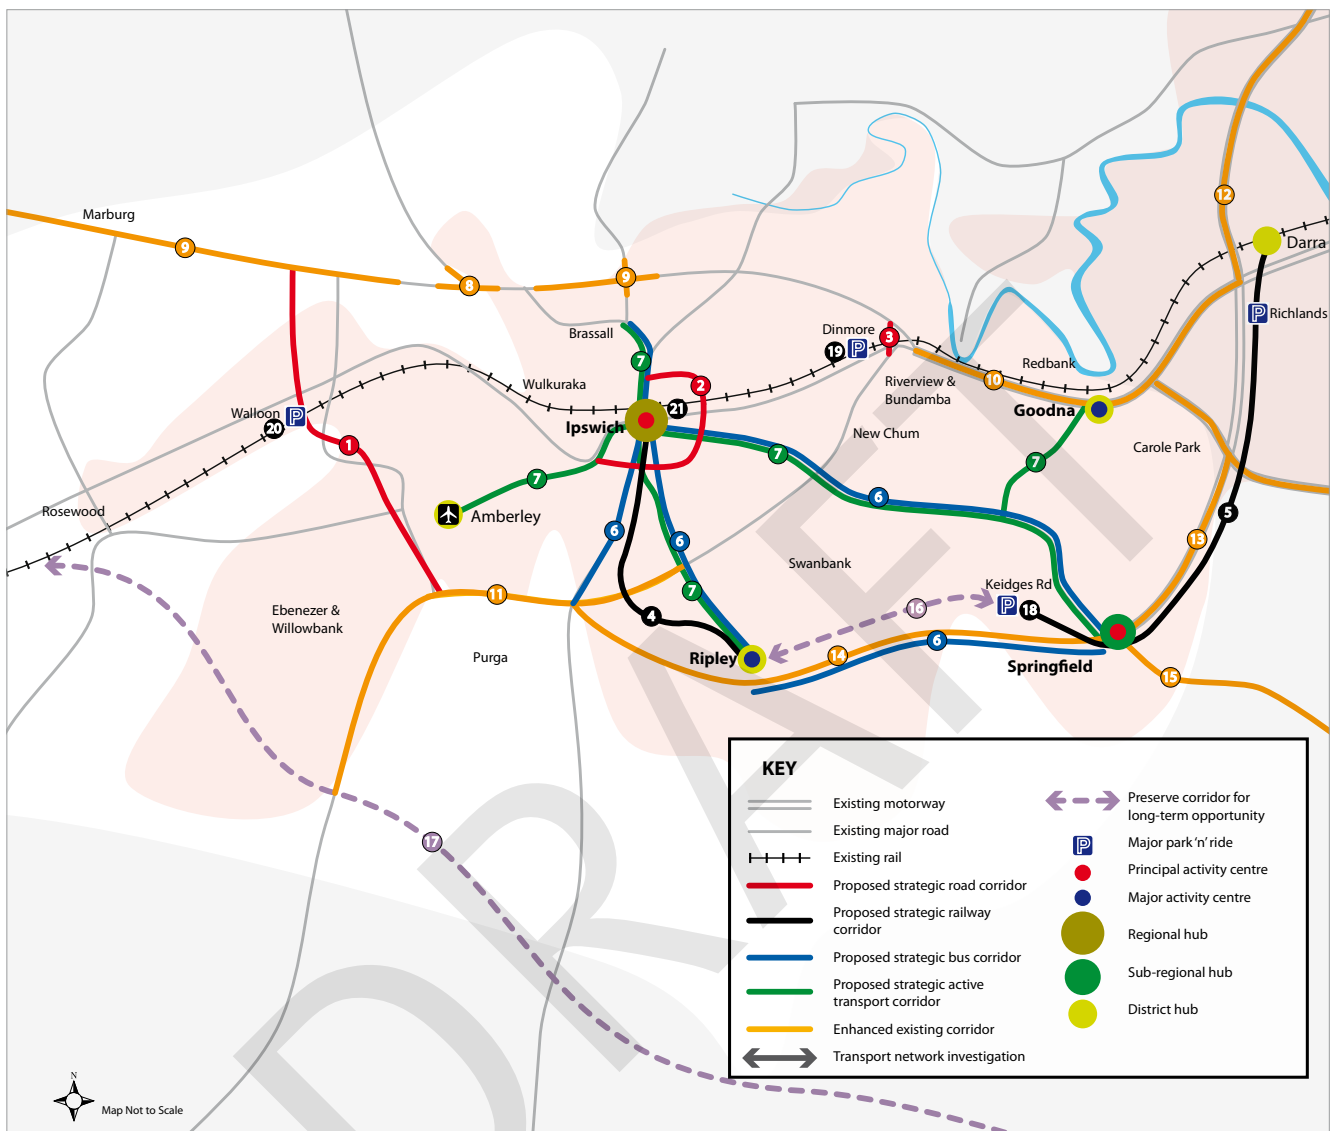 12
Marburg
9
Darra
9
8
Richlands
Dinmore
3
Brassall
19
7
Redbank
10
Riverview &
Bundamba
Wulkuraka
2
21
Goodna
Walloon
20
Ipswich
New Chum
Carole Park
1
7
7
7
6
Rosewood
Amberley
5
6
6
13
Swanbank
Keidges Rd
7
16
18
11
4
Ebenezer &
Willowbank
6
Purga
Ripley
14
Springfield
15
17
KEY
Existing motorway
Existing major road
Existing rail
Proposed strategic road corridor
Proposed strategic railway
corridor
Proposed strategic bus corridor
Proposed strategic active
transport corridor
Enhanced existing corridor
Transport network investigation
Preserve corridor for
long-term opportunity
P
Major park ‘n’ ride
Principal activity centre
Major activity centre
Regional hub
Sub-regional hub
District hub
N
Map Not to Scale
P
P
P
P
DRAFT